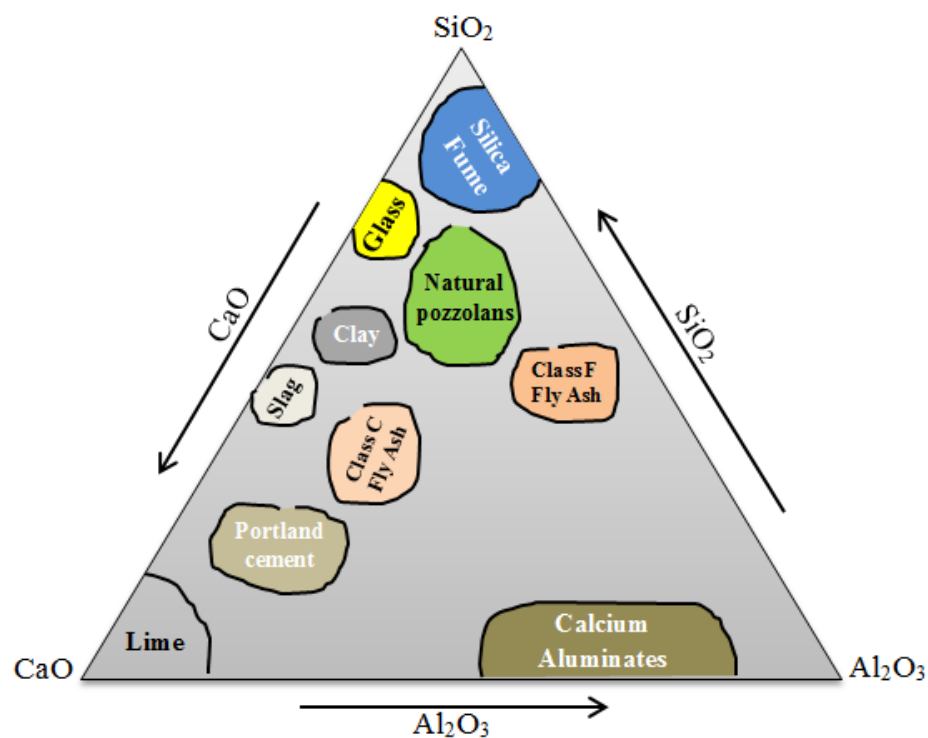 SiO₂
Silica
Fume
Glass
CaO
Natural
pozzolans
SiO₂
Clay
Class F
Fly Ash
Slag
Class C
Fly Ash
Portland
cement
Lime
Calcium
Aluminates
CaO
Al₂O₃
Al₂O₃